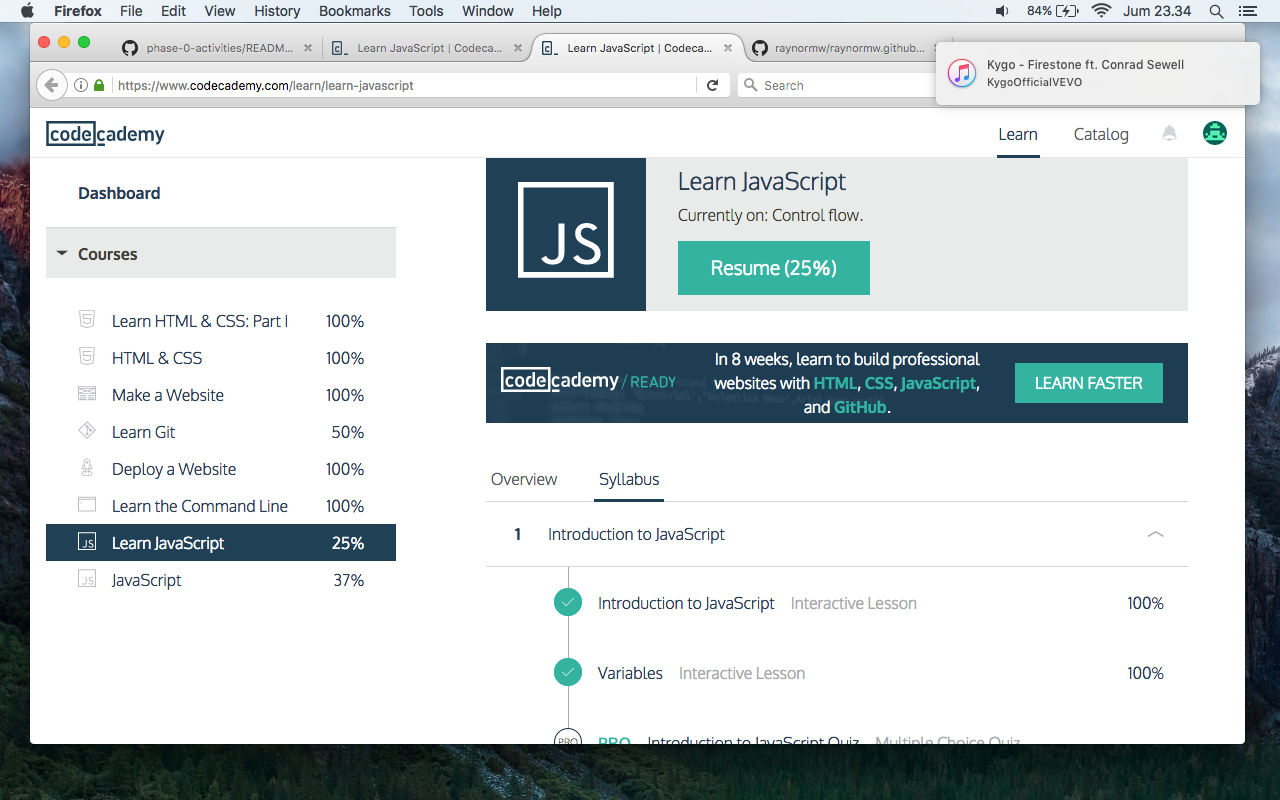 Firefox File Edit View History Bookmarks Tools Window Help 84% Jum 23.34
phase-0-activities/READM... Learn JavaScript | Codeca... Learn JavaScript | Codeca... raynormw/raynormw.github...
https://www.codecademy.com/learn/learn-javascript Search
Kygo - Firestone ft. Conrad Sewell
KygoOfficialVEVO
codecademy Learn Catalog
Dashboard
Courses
Learn HTML & CSS: Part I 100%
HTML & CSS 100%
Make a Website 100%
Learn Git 50%
Deploy a Website 100%
Learn the Command Line 100%
JS Learn JavaScript 25%
JS JavaScript 37%
JS
Learn JavaScript
Currently on: Control flow.
Resume (25%)
codecademy / READY
In 8 weeks, learn to build professional
websites with HTML, CSS, JavaScript,
and GitHub.
LEARN FASTER
Overview Syllabus
1 Introduction to JavaScript
Introduction to JavaScript Interactive Lesson 100%
Variables Interactive Lesson 100%
PRO PRO Introduction to JavaScript Quiz Multiple Choice Quiz